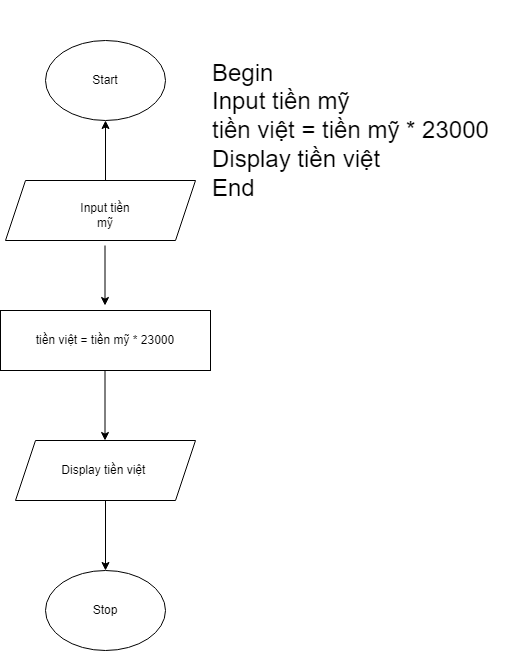 Start
Begin
Input tiền mỹ
tiền việt = tiền mỹ * 23000
Display tiền việt
End
Input tiền
mỹ
tiền việt = tiền mỹ * 23000
Display tiền việt
Stop